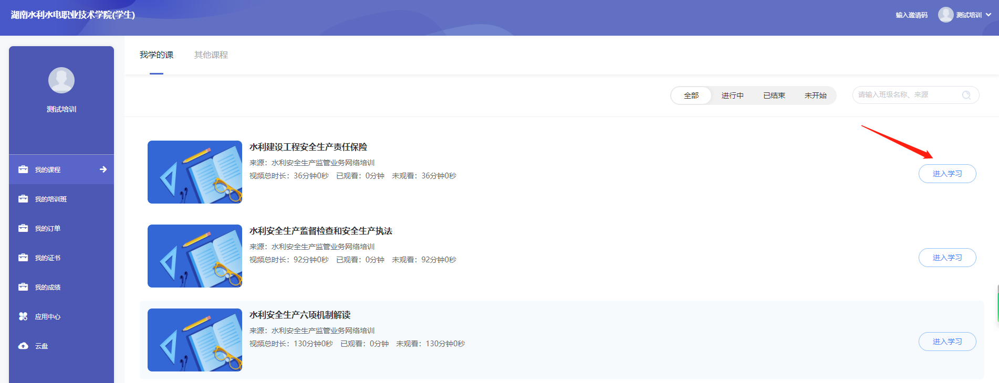 湖南水利水电职业技术学院(学生)
输入邀请码
测试培训
测试培训
我的课程
我的培训班
我的订单
我的证书
我的成绩
应用中心
云盘
我学的课
其他课程
全部
进行中
已结束
未开始
请输入班级名称、来源
水利建设工程安全生产责任保险
来源：水利安全生产监管业务网络培训
视频总时长：36分钟0秒 已观看：0分钟 未观看：36分钟0秒
进入学习
水利安全生产监督检查和安全生产执法
来源：水利安全生产监管业务网络培训
视频总时长：92分钟0秒 已观看：0分钟 未观看：92分钟0秒
进入学习
水利安全生产六项机制解读
来源：水利安全生产监管业务网络培训
视频总时长：130分钟0秒 已观看：0分钟 未观看：130分钟0秒
进入学习